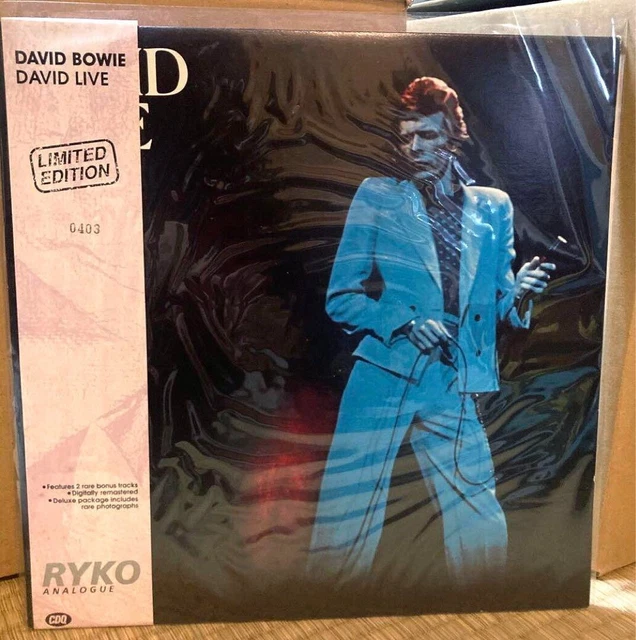 DAVID BOWIE
DAVID LIVE
ID
E
LIMITED
EDITION
0403
• Features 2 rare bonus tracks
• Digitally remastered
• Deluxe package includes
rare photographs
RYKO
ANALOGUE
CDQ